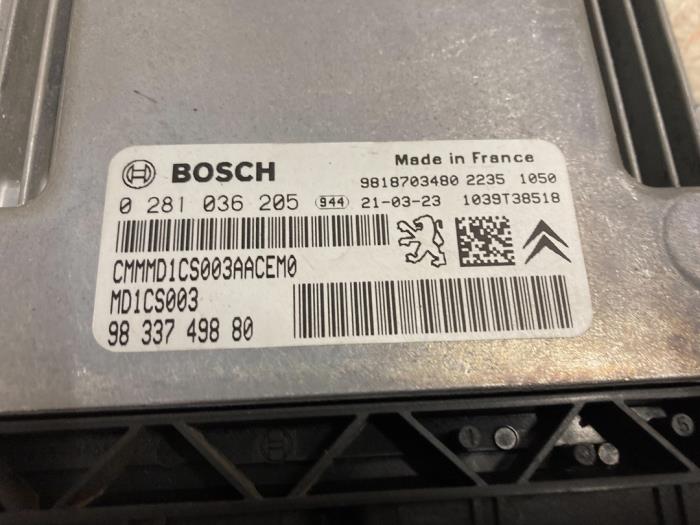 BOSCH
Made in France
9818703480 2235 1050
0 281 036 205 944 21-03-23 1039T38518
CMMMD1CS003AACEM0
MD1CS003
98 337 498 80